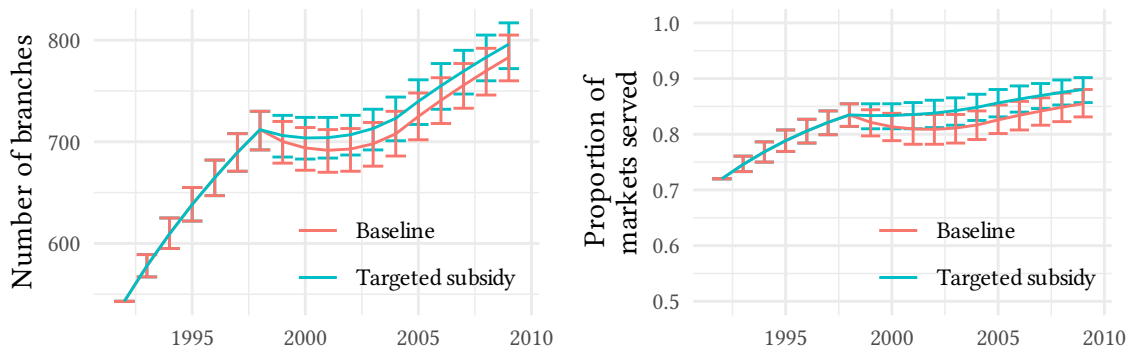 Number of branches
800
700
600
1995
2000
2005
2010
Baseline
Targeted subsidy
Proportion of
markets served
1.0
0.9
0.8
0.7
0.6
0.5
1995
2000
2005
2010
Baseline
Targeted subsidy